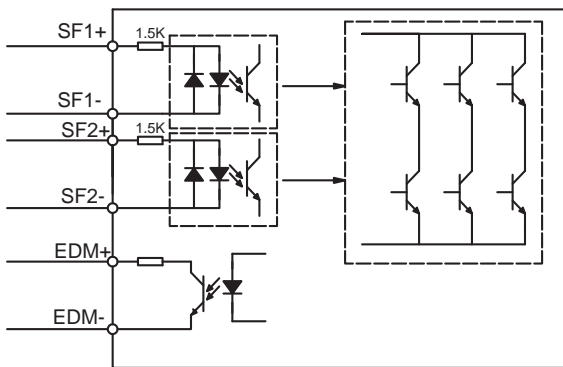 SF1+
1.5K
SF1-
SF2+
1.5K
SF2-
EDM+
EDM-